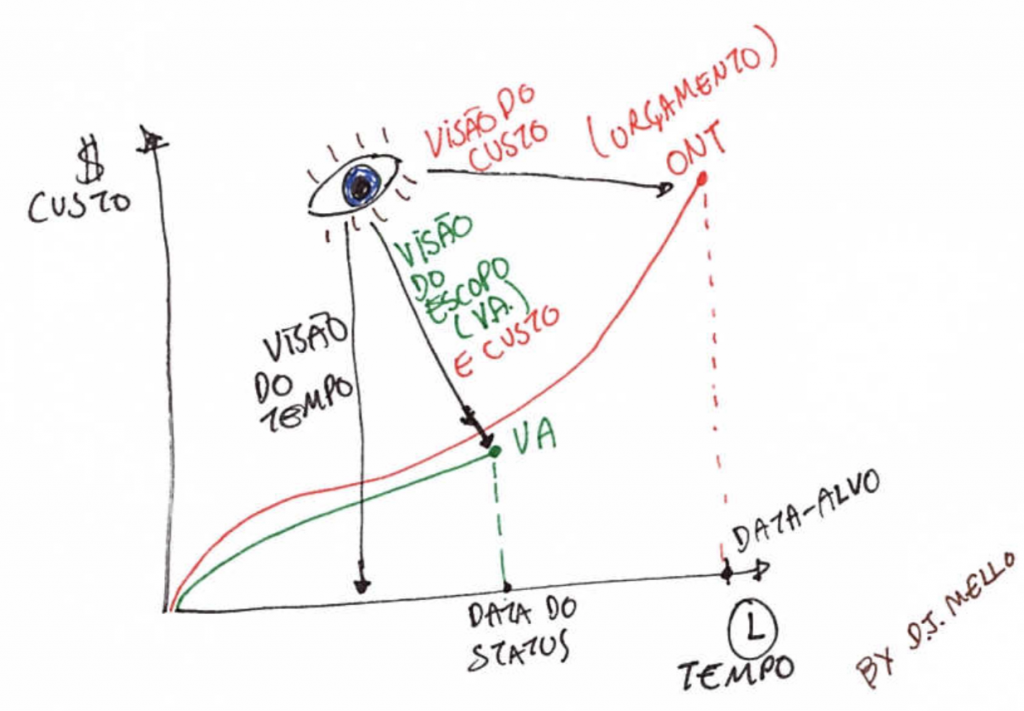 $
CUSTO
VISÃO DO
CUSTO
(ORÇAMENTO)
ONT
VISÃO
DO
ESCOPO
(VA.)
E CUSTO
VISÃO
DO
TEMPO
VA
DATA-ALVO
DATA DO
STATUS
L
TEMPO
BY D.J. MELLO